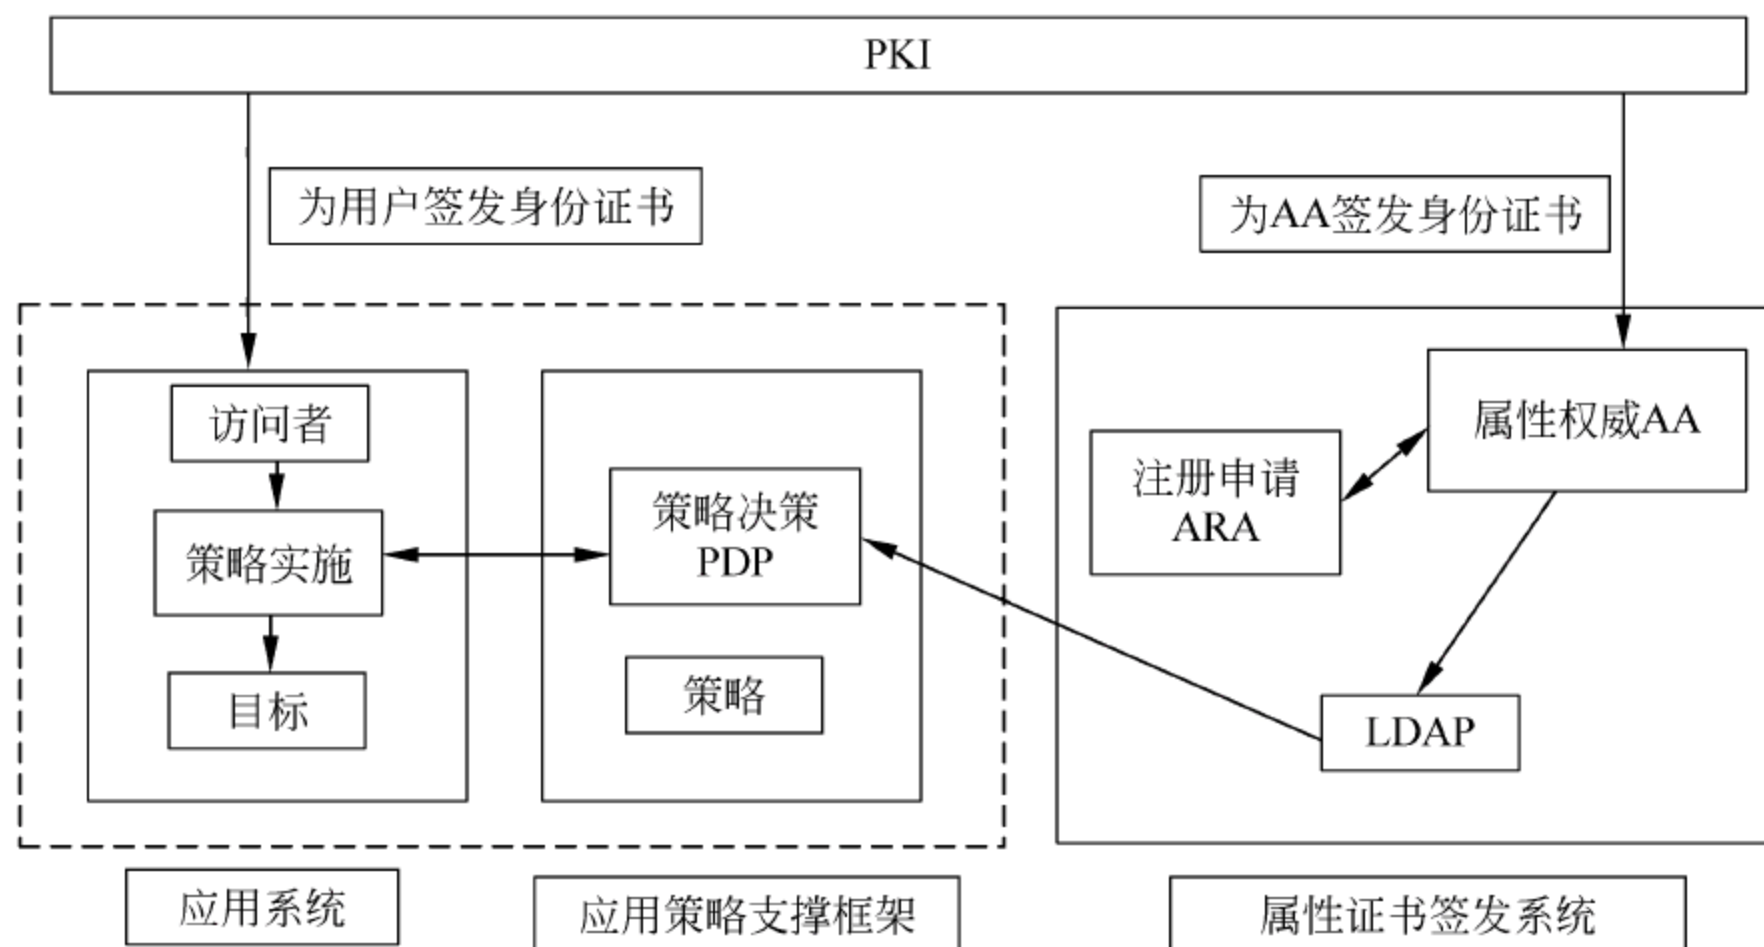 PKI
为用户签发身份证书
为AA签发身份证书
访问者
策略实施
目标
策略决策
PDP
策略
属性权威AA
注册申请
ARA
LDAP
应用系统
应用策略支撑框架
属性证书签发系统